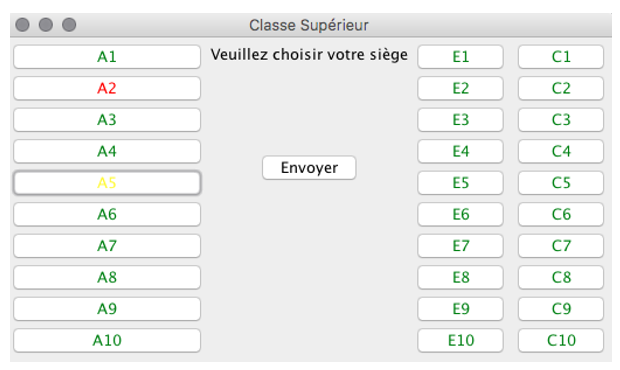 Classe Supérieur
A1 Veuillez choisir votre siège E1 C1
A2 E2 C2
A3 E3 C3
A4 E4 C4
Envoyer
A5 E5 C5
A6 E6 C6
A7 E7 C7
A8 E8 C8
A9 E9 C9
A10 E10 C10